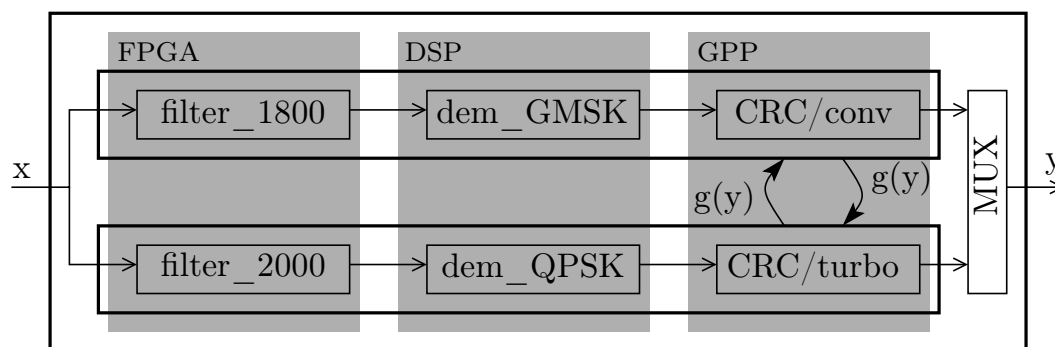 FPGA
DSP
GPP
filter_1800
dem_GMSK
CRC/conv
x
g(y)
g(y)
MUX
y
filter_2000
dem_QPSK
CRC/turbo